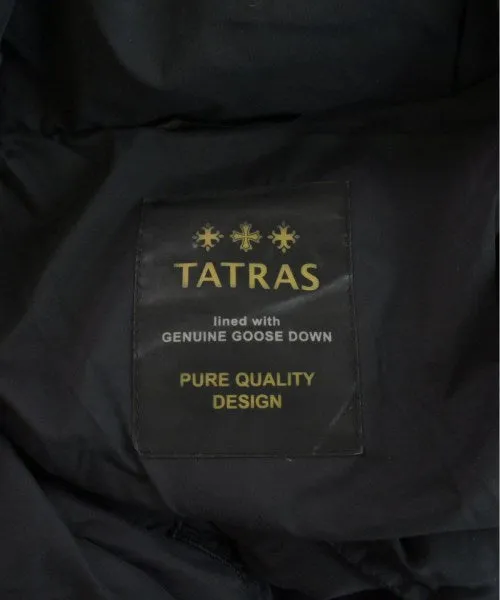 TATRAS
lined with
GENUINE GOOSE DOWN
PURE QUALITY
DESIGN